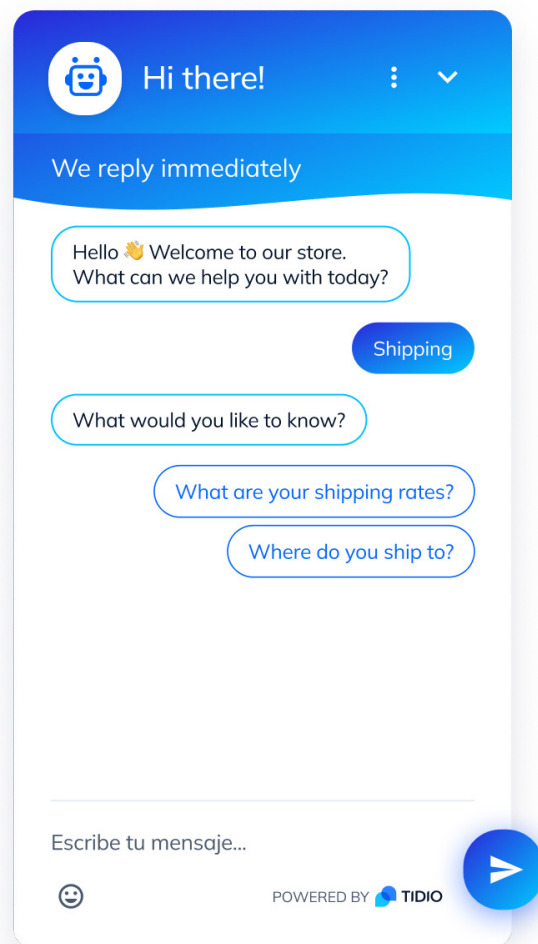 Hi there!
We reply immediately
Hello 👋 Welcome to our store.
What can we help you with today?
Shipping
What would you like to know?
What are your shipping rates?
Where do you ship to?
Escribe tu mensaje...
POWERED BY TIDIO